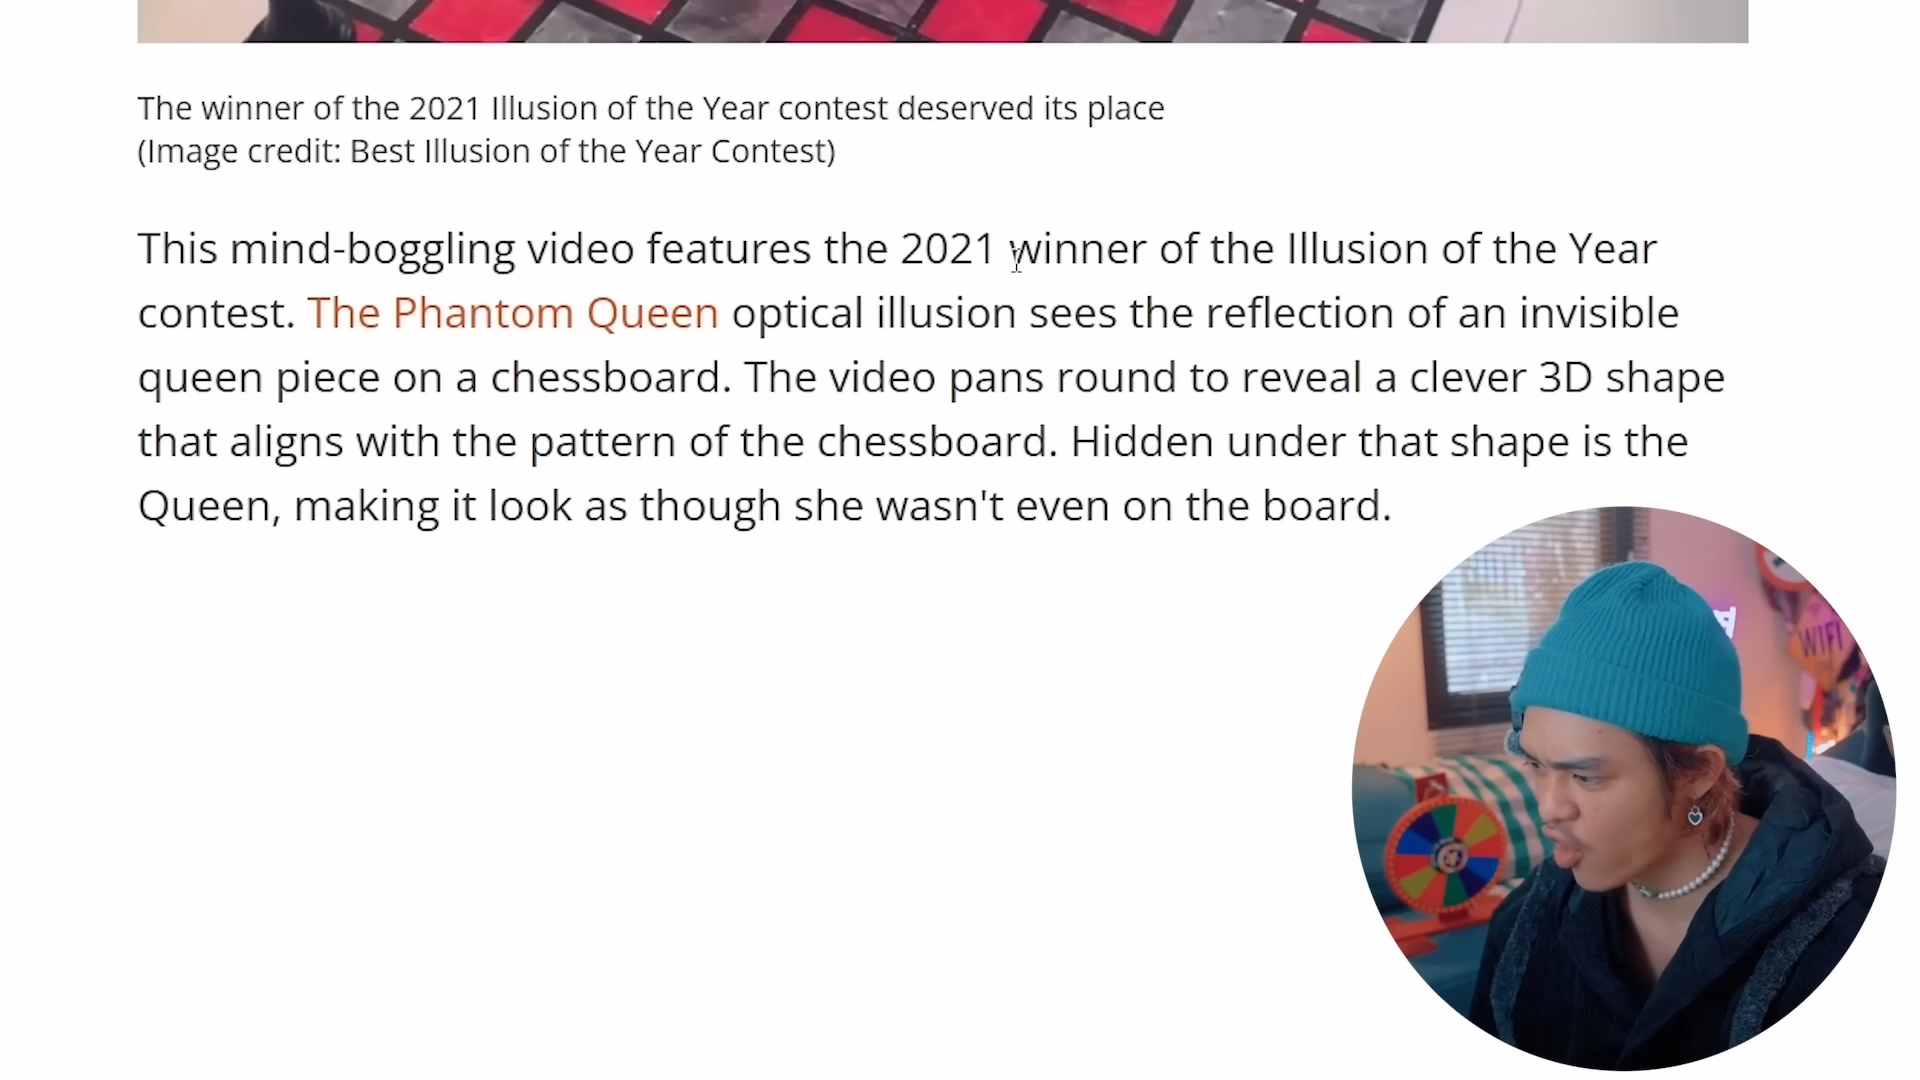 The winner of the 2021 Illusion of the Year contest deserved its place
(Image credit: Best Illusion of the Year Contest)
This mind-boggling video features the 2021 winner of the Illusion of the Year
contest. The Phantom Queen optical illusion sees the reflection of an invisible
queen piece on a chessboard. The video pans round to reveal a clever 3D shape
that aligns with the pattern of the chessboard. Hidden under that shape is the
Queen, making it look as though she wasn't even on the board.
WIFI